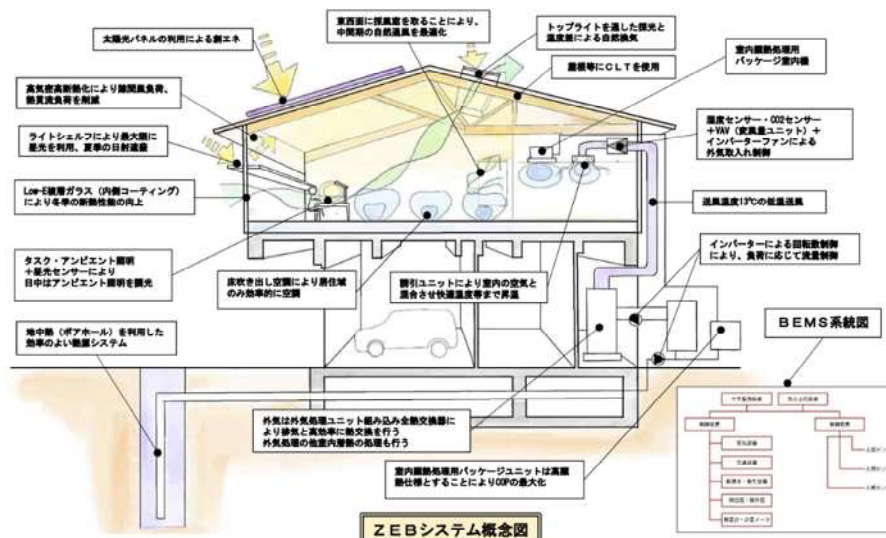 太陽光パネルの利用による創エネ
東西面に採風窓を取ることにより、
中間期の自然通風を最適化
トップライトを通した採光と
温度差による自然換気
屋根等にCLTを使用
室内顕熱処理用
パッケージ室内機
高気密高断熱化により隙間風負荷、
熱貫流負荷を削減
ライトシェルフにより最大限に
昼光を利用、夏季の日射遮蔽
Low-E複層ガラス（内側コーティング）
により冬季の断熱性能の向上
湿度センサー・CO2センサー
+VAV（変風量ユニット）+
インバーターファンによる
外気取入れ制御
送風温度13℃の低温送風
タスク・アンビエント照明
+昼光センサーにより
日中はアンビエント照明を調光
床吹き出し空調により居住域
のみ効率的に空調
誘引ユニットにより室内の空気と
混合させ快適温度帯まで昇温
インバーターによる回転数制御
により、負荷に応じて流量制御
地中熱（ボアホール）を利用した
効率のよい熱源システム
BEMS系統図
外気は外気処理ユニット組み込み全熱交換器に
より排気と高効率に熱交換を行う
外気処理の他室内潜熱の処理も行う
室内顕熱処理用パッケージユニットは高顕
熱仕様とすることによりCOPの最大化
ZEBシステム概念図